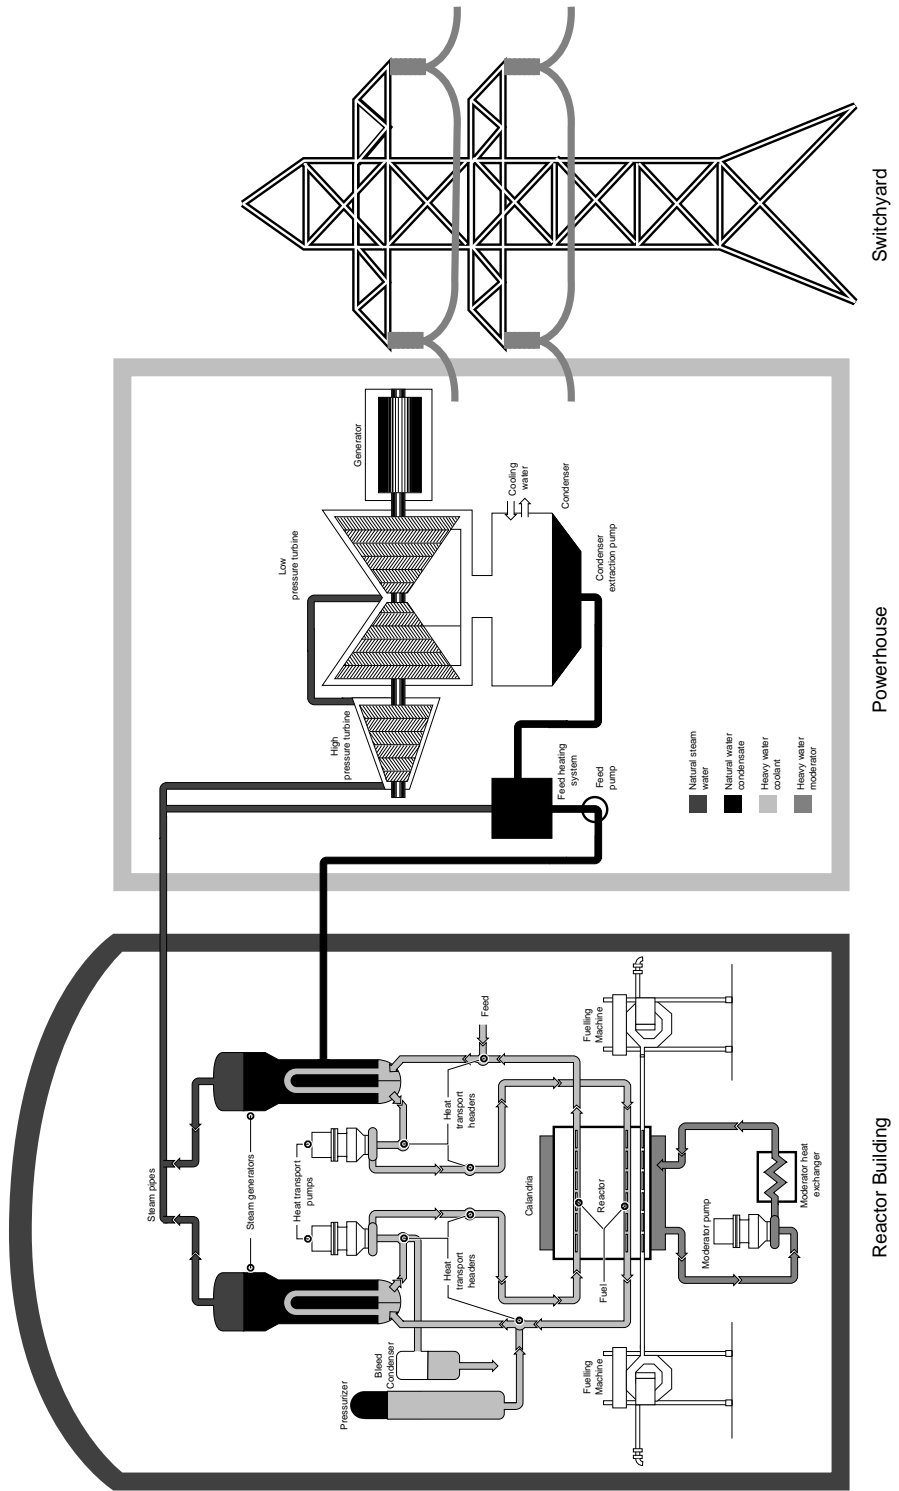 Steam pipes
Steam generators
Heat transport
pumps
Pressurizer
Bleed
Condenser
Heat
transport
headers
Heat
transport
headers
Feed
Calandria
Reactor
Fuel
Fuelling
Machine
Fuelling
Machine
Moderator pump
Moderator heat
exchanger
Reactor Building
High
pressure turbine
Low
pressure turbine
Generator
Cooling
water
Condenser
Condenser
extraction pump
Feed heating
system
Feed
pump
Natural steam
water
Natural water
condensate
Heavy water
coolant
Heavy water
moderator
Powerhouse
Switchyard